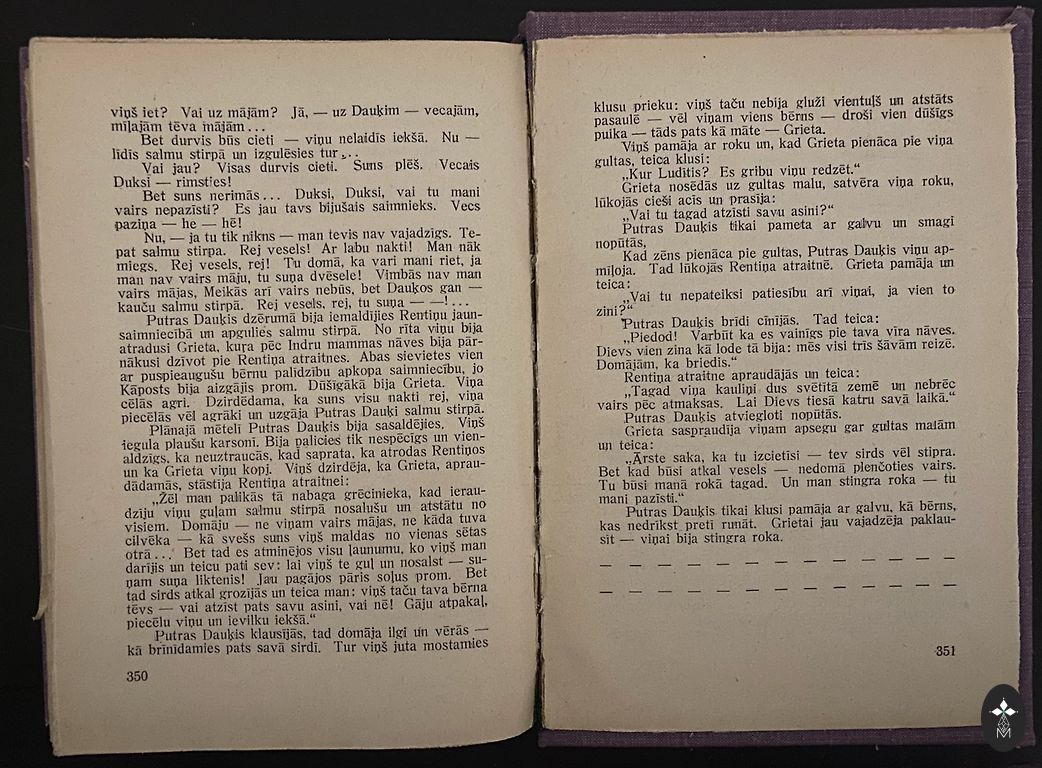 viņš iet? Vai uz mājām? Jā, — uz Dauķim — vecajām,
mīļajām tēva mājām...
Bet durvis būs cieti — viņu nelaidīs iekšā. Nu —
līdīs salmu stirpā un izgulēsies tur...
Vai jau? Visas durvis cieti. Suns plēš. Vecais
Duksi — rimsties!
Bet suns nerimās... Duksi, Duksi, vai tu mani
vairs nepazīsti? Es jau tavs bijušais saimnieks. Vecs
paziņa — he — hē!
Nu, — ja tu tik nikns — man tevis nav vajadzīgs. Te-
pat salmu stirpa. Rej vesels! Ar labu nakti! Man nāk
miegs. Rej vesels, rej! Tu domā, ka vari mani riet, ja
man nav vairs māju, tu suņa dvēsele! Vimbās nav man
vairs mājas, Meikās arī vairs nebūs, bet Dauķos gan —
kauču salmu stirpā. Rej vesels, rej, tu suņa — —!...
Putras Dauķis dzērumā bija iemaldījies Rentiņu jaun-
saimniecībā un apgulies salmu stirpā. No rīta viņu bija
atradusi Grieta, kuŗa pēc Indru mammas nāves bija pār-
nākusi dzīvot pie Rentiņa atraitnes. Abas sievietes vien
ar puspieaugušu bērnu palīdzību apkopa saimniecību, jo
Kāposts bija aizgājis prom. Dūšīgākā bija Grieta. Viņa
cēlās agri. Dzirdēdama, ka suns visu nakti rej, viņa
piecēlās vēl agrāki un uzgāja Putras Dauķi salmu stirpā.
Plānajā mētelī Putras Dauķis bija sasaldējies. Viņš
iegula plaušu karsonī. Bija palicies tik nespēcīgs un vien-
aldzīgs, ka neuztraucās, kad saprata, ka atrodas Rentiņos
un ka Grieta viņu kopj. Viņš dzirdēja, ka Grieta, aprau-
dādamās, stāstīja Rentiņa atraitnei:
„Žēl man palikās tā nabaga grēcinieka, kad ierau-
dzīju viņu guļam salmu stirpā nosalušu un atstātu no
visiem. Domāju — ne viņam vairs mājas, ne kāda tuva
cilvēka — kā svešs suns viņš maldas no vienas sētas
otrā... Bet tad es atminējos visu ļaunumu, ko viņš man
darījis un teicu pati sev: lai viņš te guļ un nosalst — su-
ņam suņa liktenis! Jau pagājos pāris soļus prom. Bet
tad sirds atkal grozījās un teica man: viņš taču tava bērna
tēvs — vai atzīst pats savu asini, vai nē! Gāju atpakaļ,
piecēlu viņu un ievilku iekšā.“
Putras Dauķis klausījās, tad domāja ilgi un vērās —
kā brīnīdamies pats savā sirdī. Tur viņš juta mostamies
350
klusu prieku: viņš taču nebija gluži vientuļš un atstāts
pasaulē — vēl viņam viens bērns — droši vien dūšīgs
puika — tāds pats kā māte — Grieta.
Viņš pamāja ar roku un, kad Grieta pienāca pie viņa
gultas, teica klusi:
„Kur Ludītis? Es gribu viņu redzēt.“
Grieta nosēdās uz gultas malu, satvēra viņa roku,
lūkojās cieši acīs un prasīja:
„Vai tu tagad atzīsti savu asini?“
Putras Dauķis tikai pameta ar galvu un smagi
nopūtās,
Kad zēns pienāca pie gultas, Putras Dauķis viņu ap-
mīļoja. Tad lūkojās Rentiņa atraitnē. Grieta pamāja un
teica:
„Vai tu nepateiksi patiesību arī viņai, ja vien to
zini?“
Putras Dauķis brīdi cīnījās. Tad teica:
„Piedod! Varbūt ka es vainīgs pie tava vīra nāves.
Dievs vien zina kā lode tā bija: mēs visi trīs šāvām reizē.
Domājām, ka briedis.“
Rentiņa atraitne apraudājās un teica:
„Tagad viņa kauliņi dus svētītā zemē un nebrēc
vairs pēc atmaksas. Lai Dievs tiesā katru savā laikā.“
Putras Dauķis atviegloti nopūtās.
Grieta saspraudīja viņam apsegu gar gultas malām
un teica:
„Ārste saka, ka tu izcietīsi — tev sirds vēl stipra.
Bet kad būsi atkal vesels — nedomā plenčoties vairs.
Tu būsi manā rokā tagad. Un man stingra roka — tu
mani pazīsti.“
Putras Dauķis tikai klusi pamāja ar galvu, kā bērns,
kas nedrīkst pretī runāt. Grietai jau vajadzēja paklau-
sīt — viņai bija stingra roka.
— — — — — — — — — — — —
— — — — — — — — — — — —
351
M